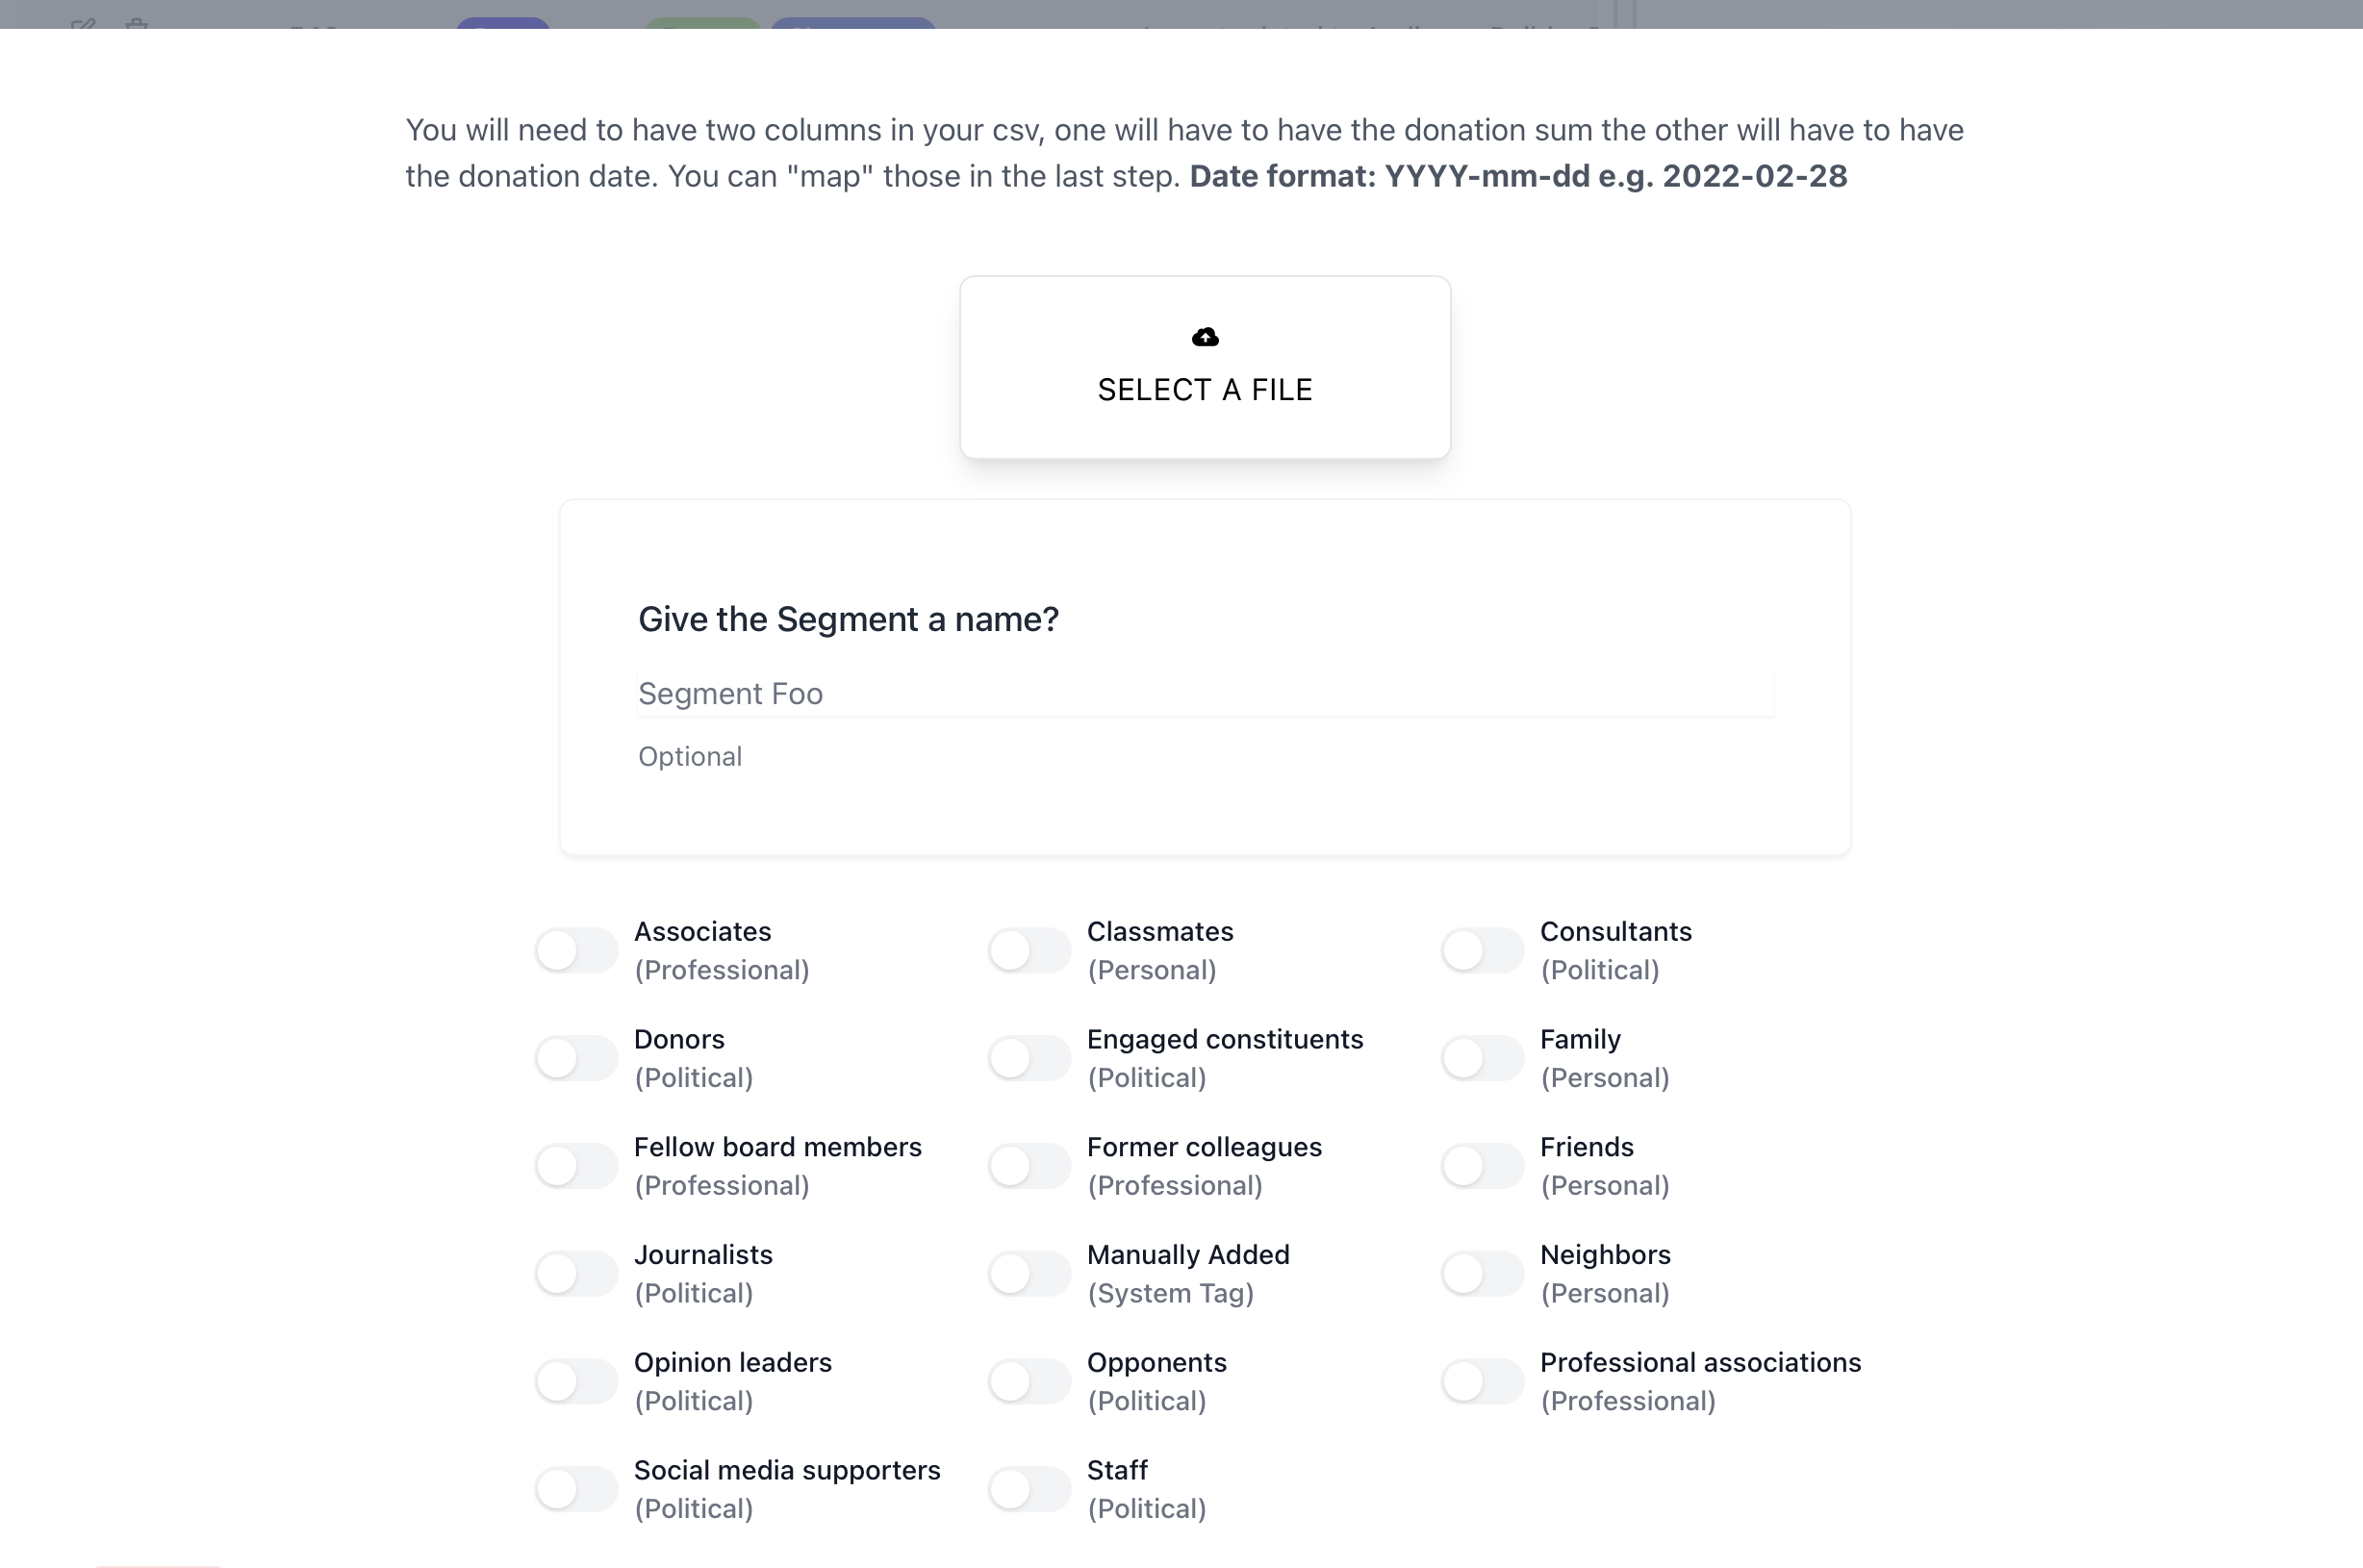 You will need to have two columns in your csv, one will have to have the donation sum the other will have to have
the donation date. You can "map" those in the last step. Date format: YYYY-mm-dd e.g. 2022-02-28
SELECT A FILE
Give the Segment a name?
Segment Foo
Optional
Associates
(Professional)
Classmates
(Personal)
Consultants
(Political)
Donors
(Political)
Engaged constituents
(Political)
Family
(Personal)
Fellow board members
(Professional)
Former colleagues
(Professional)
Friends
(Personal)
Journalists
(Political)
Manually Added
(System Tag)
Neighbors
(Personal)
Opinion leaders
(Political)
Opponents
(Political)
Professional associations
(Professional)
Social media supporters
(Political)
Staff
(Political)